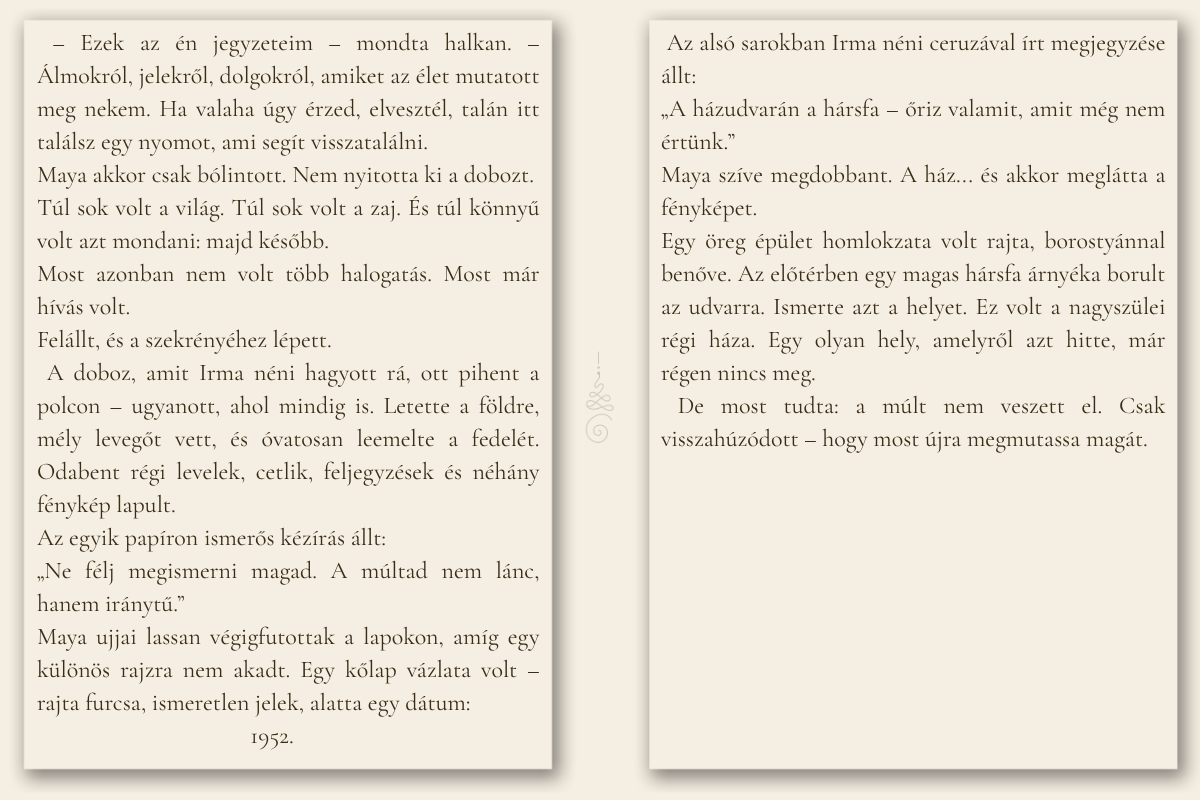 – Ezek az én jegyzeteim – mondta halkan. –
Álmokról, jelekről, dolgokról, amiket az élet mutatott
meg nekem. Ha valaha úgy érzed, elvesztél, talán itt
találsz egy nyomot, ami segít visszatalálni.
Maya akkor csak bólintott. Nem nyitotta ki a dobozt.
Túl sok volt a világ. Túl sok volt a zaj. És túl könnyű
volt azt mondani: majd később.
Most azonban nem volt több halogatás. Most már
hívás volt.
Felállt, és a szekrényéhez lépett.
A doboz, amit Irma néni hagyott rá, ott pihent a
polcon – ugyanott, ahol mindig is. Letette a földre,
mély levegőt vett, és óvatosan leemelte a fedelét.
Odabent régi levelek, cetlik, feljegyzések és néhány
fénykép lapult.
Az egyik papíron ismerős kézírás állt:
„Ne félj megismerni magad. A múltad nem lánc,
hanem iránytű.”
Maya ujjai lassan végigfutottak a lapokon, amíg egy
különös rajzra nem akadt. Egy kőlap vázlata volt –
rajta furcsa, ismeretlen jelek, alatta egy dátum:
1952.
Az alsó sarokban Irma néni ceruzával írt megjegyzése
állt:
„A házudvarán a hársfa – őriz valamit, amit még nem
értünk.”
Maya szíve megdobbant. A ház... és akkor meglátta a
fényképet.
Egy öreg épület homlokzata volt rajta, borostyánnal
benőve. Az előtérben egy magas hársfa árnyéka borult
az udvarra. Ismerte azt a helyet. Ez volt a nagyszülei
régi háza. Egy olyan hely, amelyről azt hitte, már
régen nincs meg.
De most tudta: a múlt nem veszett el. Csak
visszahúzódott – hogy most újra megmutassa magát.